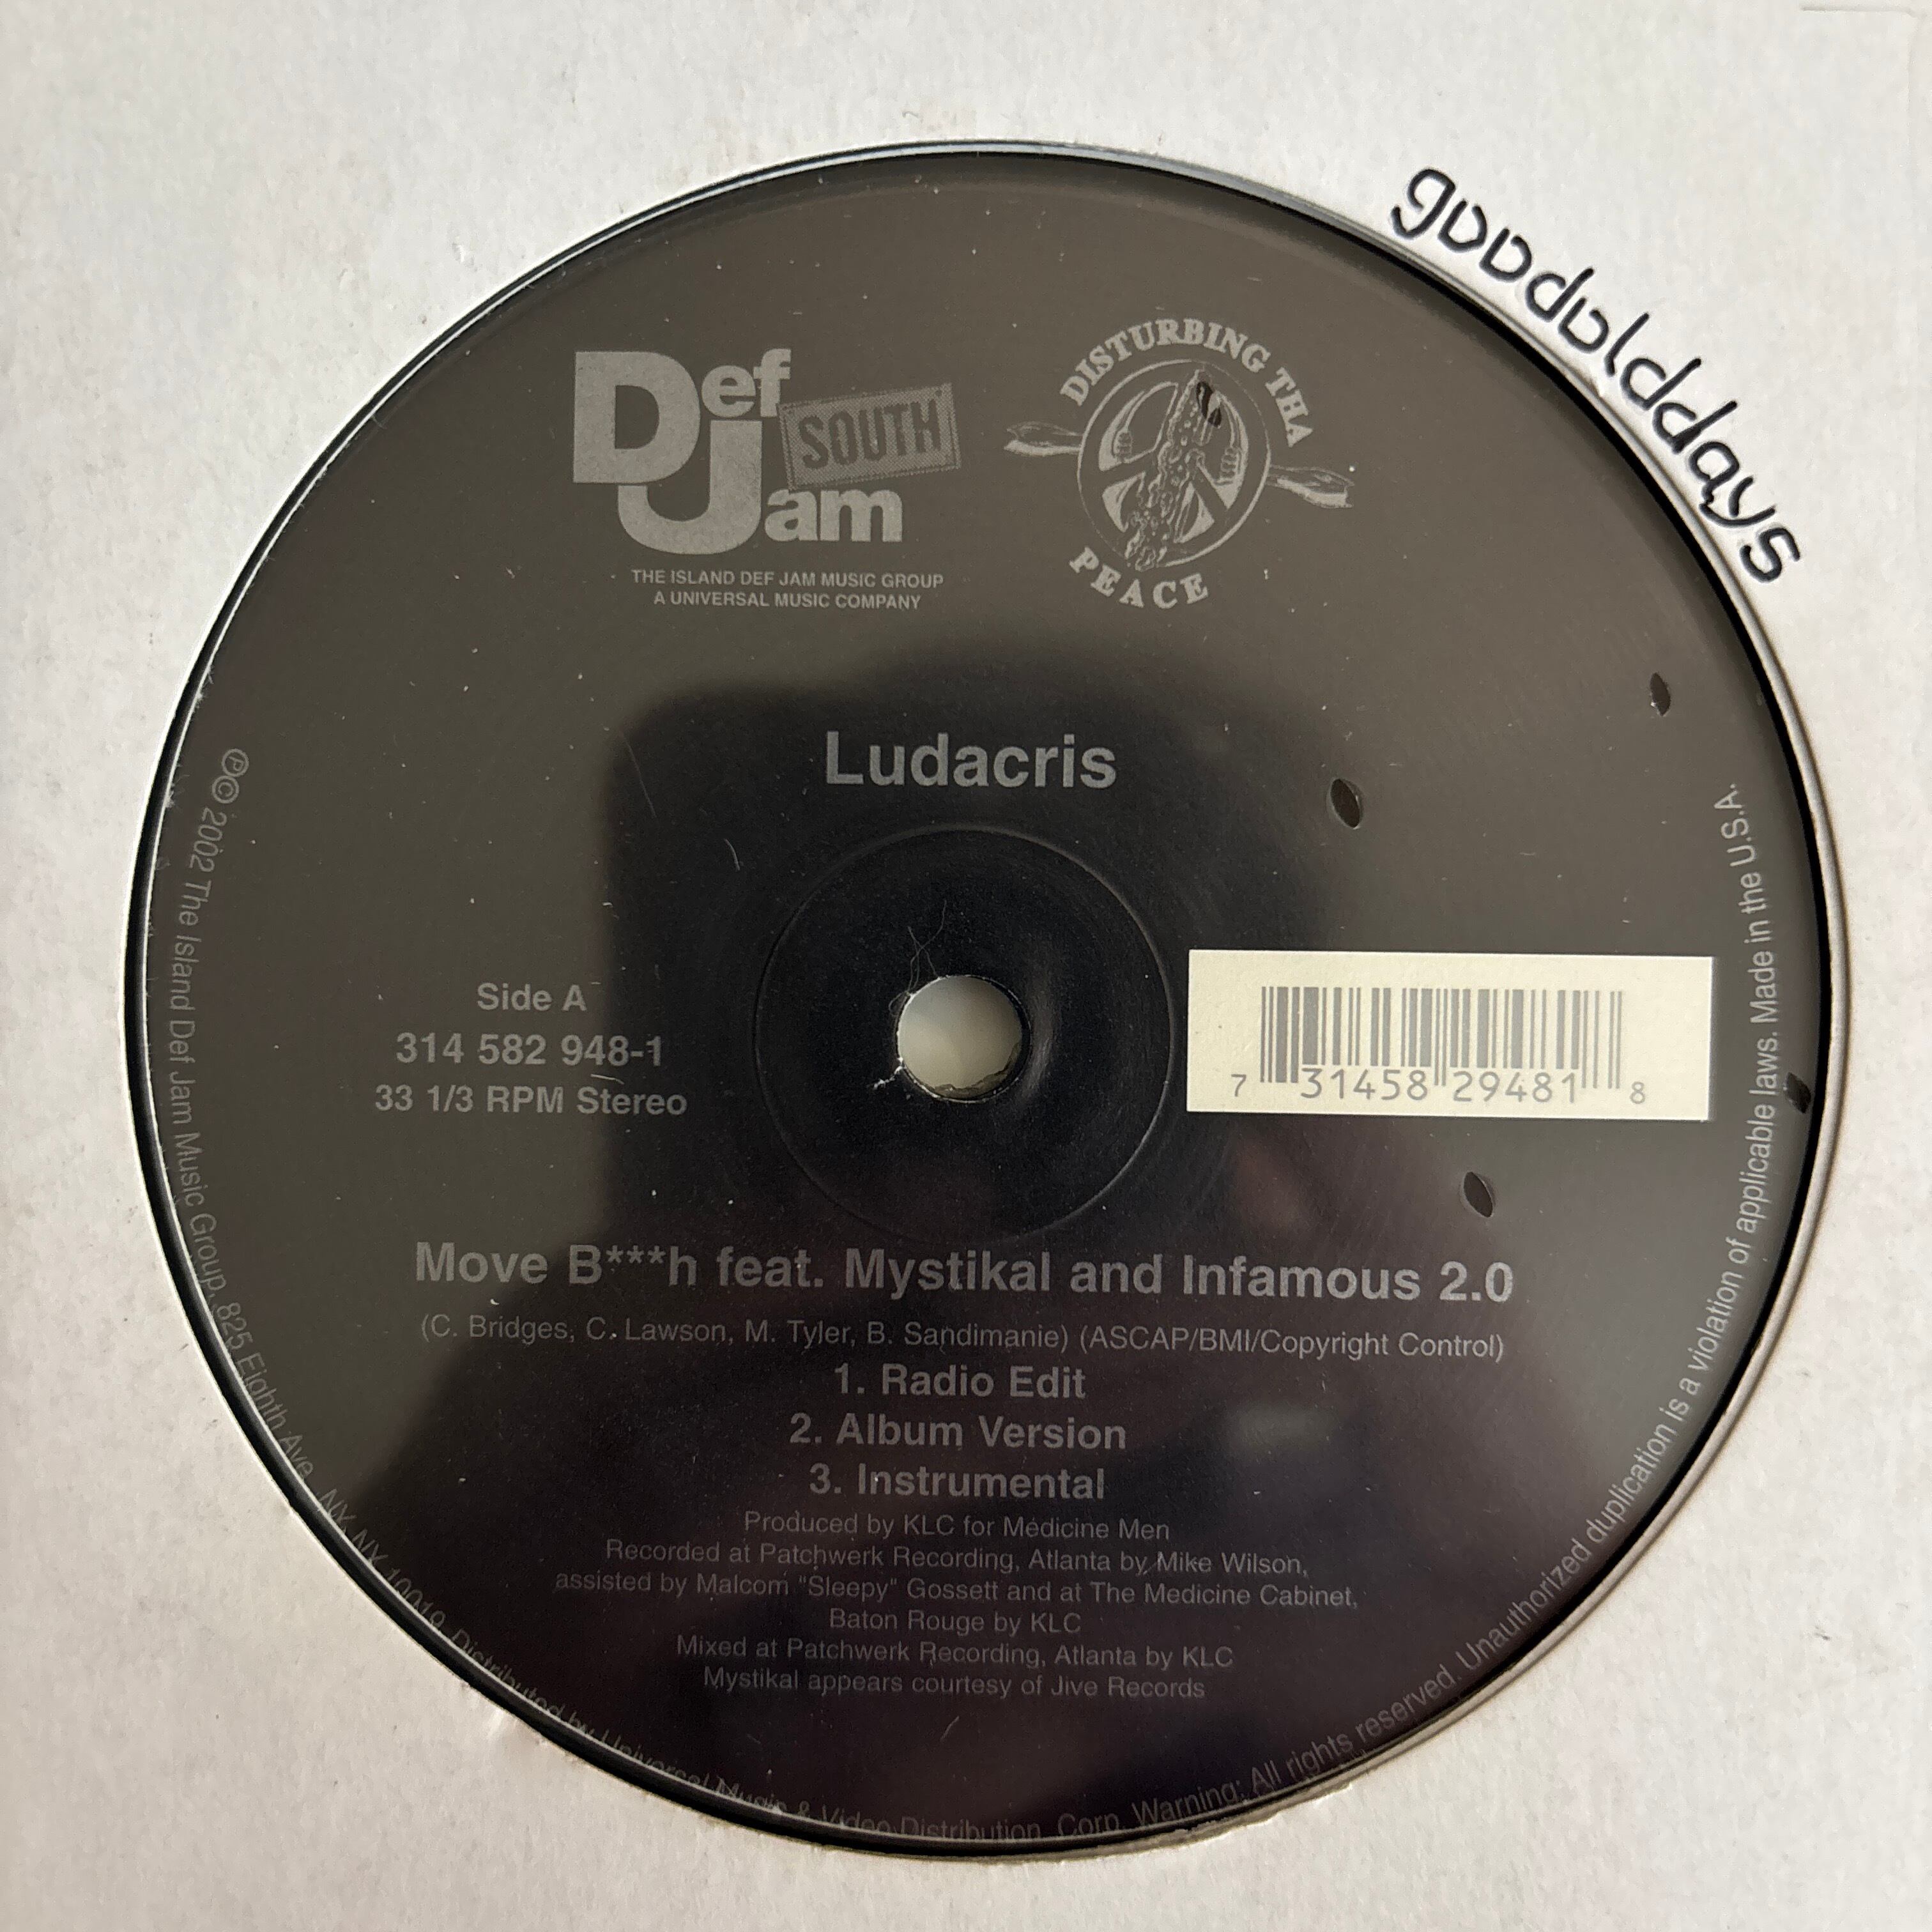 goodolddays
Def
Jam
SOUTH
THE ISLAND DEF JAM MUSIC GROUP
A UNIVERSAL MUSIC COMPANY
DISTURBING THA
PEACE
Ludacris
Side A
314 582 948-1
33 1/3 RPM Stereo
7 31458 29481 8
Move B***h feat. Mystikal and Infamous 2.0
(C. Bridges, C. Lawson, M. Tyler, B. Sandimanie) (ASCAP/BMI/Copyright Control)
1. Radio Edit
2. Album Version
3. Instrumental
Produced by KLC for Medicine Men
Recorded at Patchwerk Recording, Atlanta by Mike Wilson,
assisted by Malcom "Sleepy" Gossett and at The Medicine Cabinet,
Baton Rouge by KLC
Mixed at Patchwerk Recording, Atlanta by KLC
Mystikal appears courtesy of Jive Records
℗©2002 The Island Def Jam Music Group, 825 Eighth Ave, NY, NY 10019. Distributed by Universal Music & Video Distribution, Corp. Warning: All rights reserved. Unauthorized duplication is a violation of applicable laws. Made in the U.S.A.